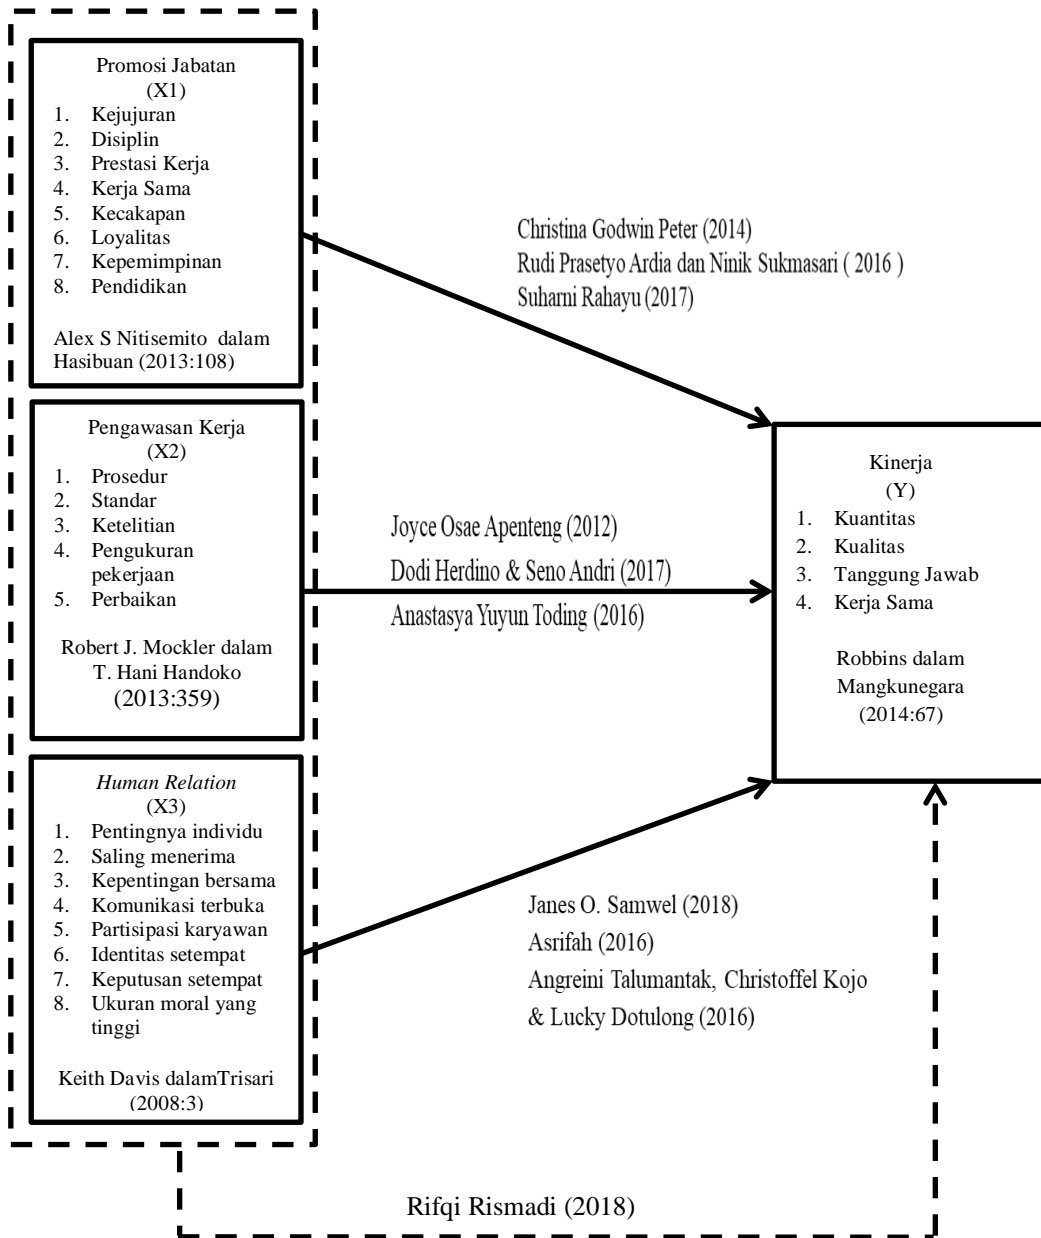 Promosi Jabatan
(X1)
1. Kejujuran
2. Disiplin
3. Prestasi Kerja
4. Kerja Sama
5. Kecakapan
6. Loyalitas
7. Kepemimpinan
8. Pendidikan
Alex S Nitisemito dalam
Hasibuan (2013:108)
Christina Godwin Peter (2014)
Rudi Prasetyo Ardia dan Ninik Sukmasari ( 2016 )
Suharni Rahayu (2017)
Pengawasan Kerja
(X2)
1. Prosedur
2. Standar
3. Ketelitian
4. Pengukuran
pekerjaan
5. Perbaikan
Robert J. Mockler dalam
T. Hani Handoko
(2013:359)
Joyce Osae Apenteng (2012)
Dodi Herdino & Seno Andri (2017)
Anastasya Yuyun Toding (2016)
Kinerja
(Y)
1. Kuantitas
2. Kualitas
3. Tanggung Jawab
4. Kerja Sama
Robbins dalam
Mangkunegara
(2014:67)
Human Relation
(X3)
1. Pentingnya individu
2. Saling menerima
3. Kepentingan bersama
4. Komunikasi terbuka
5. Partisipasi karyawan
6. Identitas setempat
7. Keputusan setempat
8. Ukuran moral yang
tinggi
Keith Davis dalamTrisari
(2008:3)
Janes O. Samwel (2018)
Asrifah (2016)
Angreini Talumantak, Christoffel Kojo
& Lucky Dotulong (2016)
Rifqi Rismadi (2018)